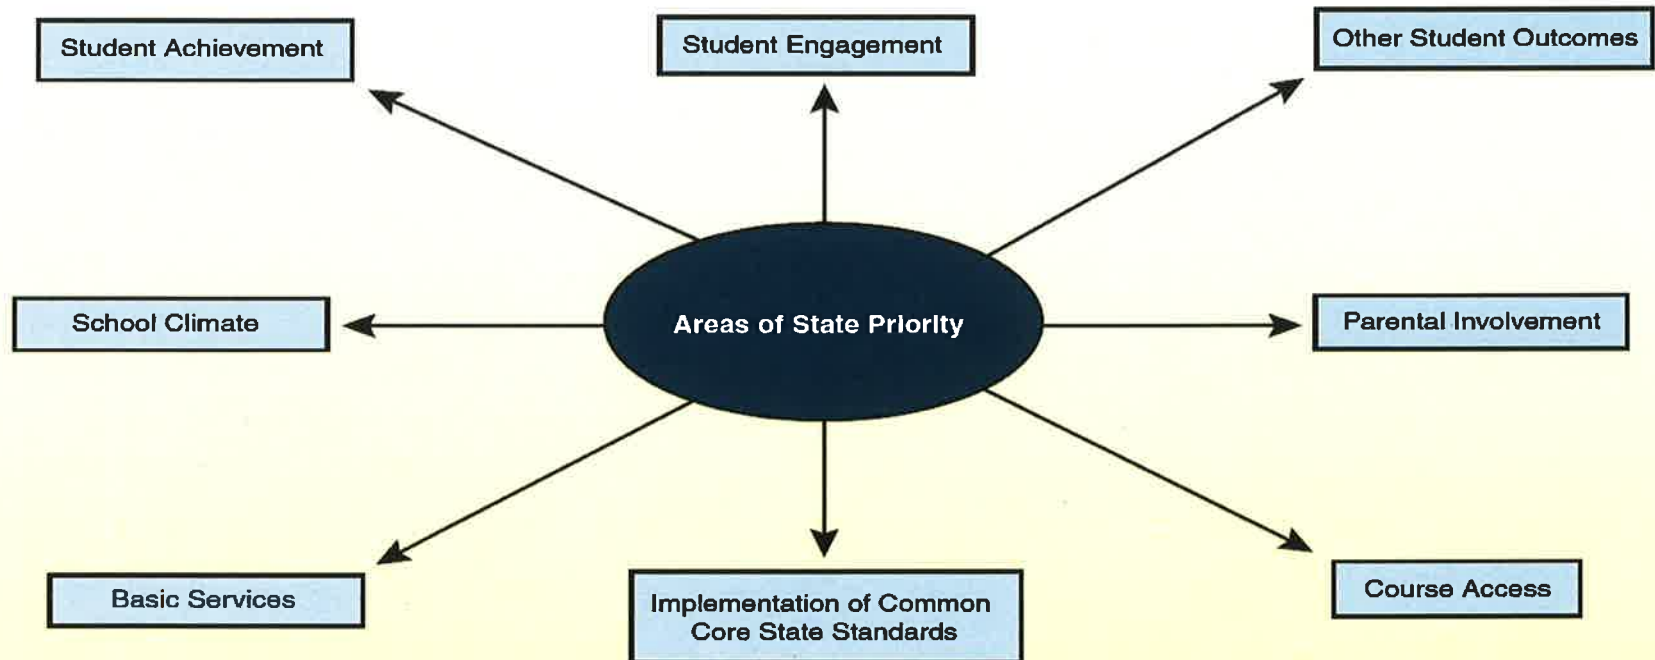 Student Achievement
Student Engagement
Other Student Outcomes
School Climate
Areas of State Priority
Parental Involvement
Basic Services
Implementation of Common
Core State Standards
Course Access